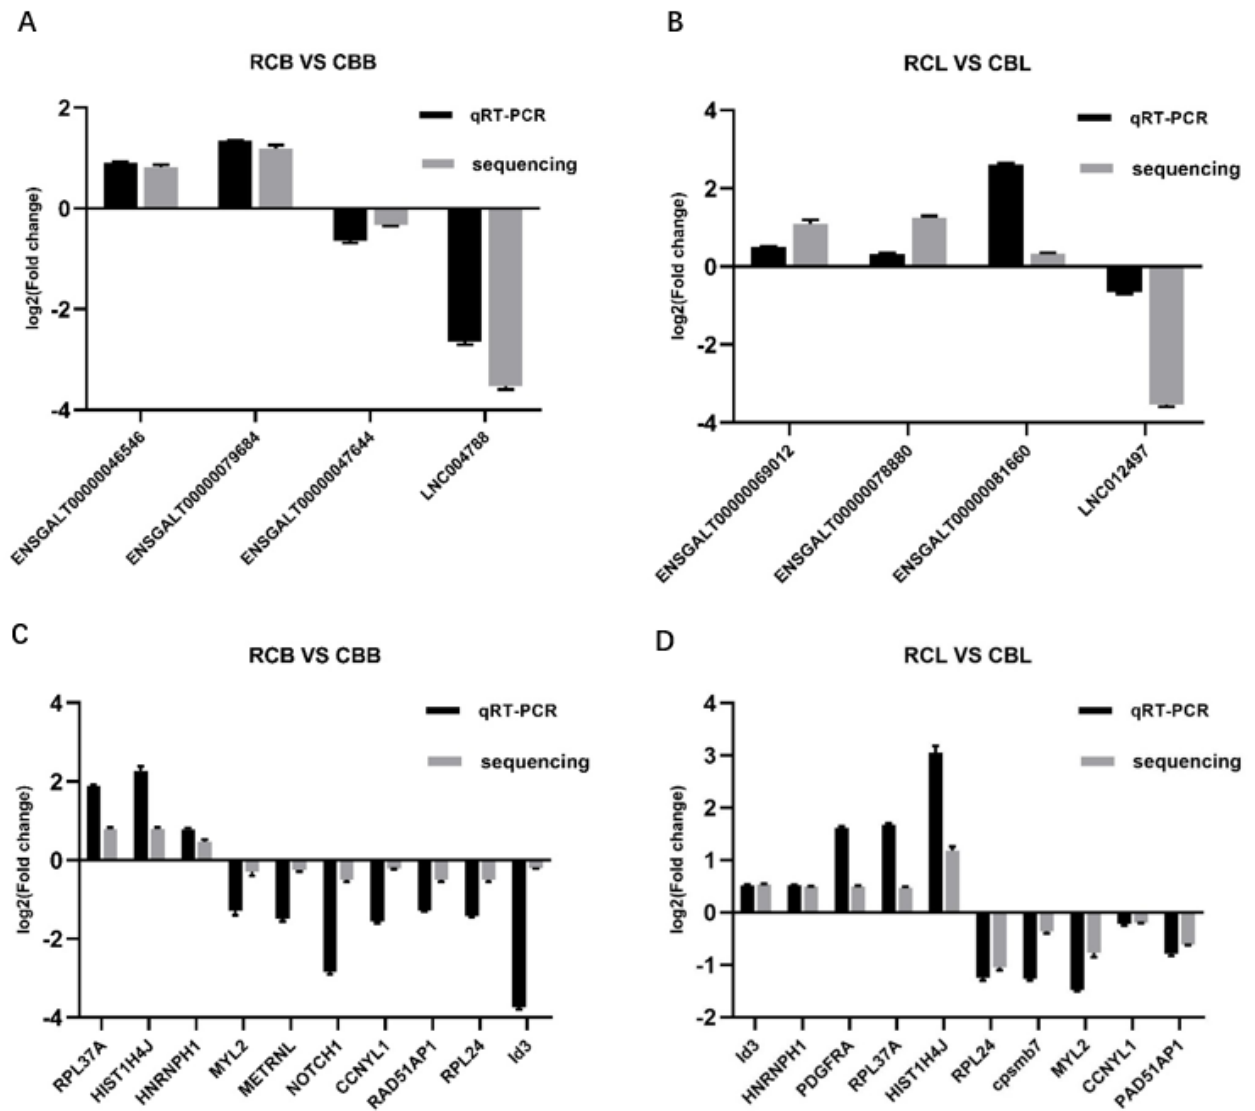 A
RCB VS CBB
qRT-PCR
sequencing
log2(Fold change)
2
0
-2
-4
ENSGALT00000046546
ENSGALT00000079684
ENSGALT00000047644
LNC004788
B
RCL VS CBL
qRT-PCR
sequencing
log2(Fold change)
4
2
0
-2
-4
ENSGALT00000069012
ENSGALT00000078880
ENSGALT00000081660
LNC012497
C
RCB VS CBB
qRT-PCR
sequencing
log2(Fold change)
4
2
0
-2
-4
RPL37A
HIST1H4J
HNRNPH1
MYL2
METRNL
NOTCH1
CCNYL1
RAD51AP1
RPL24
Id3
D
RCL VS CBL
qRT-PCR
sequencing
log2(Fold change)
4
3
2
1
0
-1
-2
Id3
HNRNPH1
PDGFRA
RPL37A
HIST1H4J
RPL24
cpsmb7
MYL2
CCNYL1
PAD51AP1